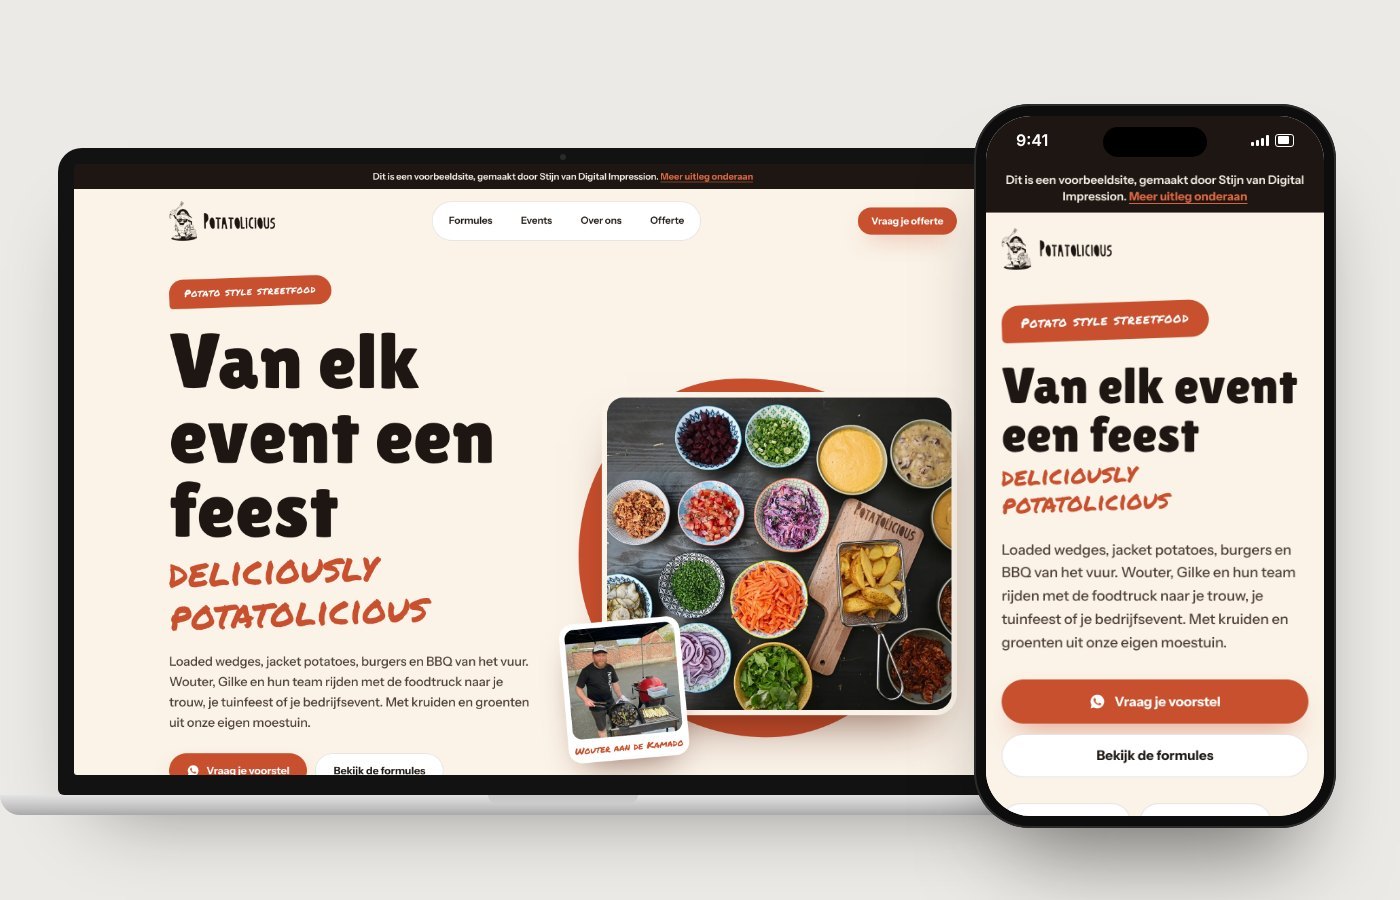 Dit is een voorbeeldsite, gemaakt door Stijn van Digital Impression. Meer uitleg onderaan
POTATOLICIOUS
Formules Events Over ons Offerte
Vraag je offerte
POTATO STYLE STREETFOOD
Van elk
event een
feest
DELICIOUSLY
POTATOLICIOUS
Loaded wedges, jacket potatoes, burgers en BBQ van het vuur.
Wouter, Gilke en hun team rijden met de foodtruck naar je
trouw, je tuinfeest of je bedrijfsevent. Met kruiden en groenten
uit onze eigen moestuin.
Vraag je voorstel
Bekijk de formules
POTATOLICIOUS
WOUTER AAN DE KAMADO
9:41
Dit is een voorbeeldsite, gemaakt door Stijn van Digital
Impression. Meer uitleg onderaan
POTATOLICIOUS
POTATO STYLE STREETFOOD
Van elk event
een feest
DELICIOUSLY
POTATOLICIOUS
Loaded wedges, jacket potatoes, burgers en
BBQ van het vuur. Wouter, Gilke en hun team
rijden met de foodtruck naar je trouw, je
tuinfeest of je bedrijfsevent. Met kruiden en
groenten uit onze eigen moestuin.
Vraag je voorstel
Bekijk de formules